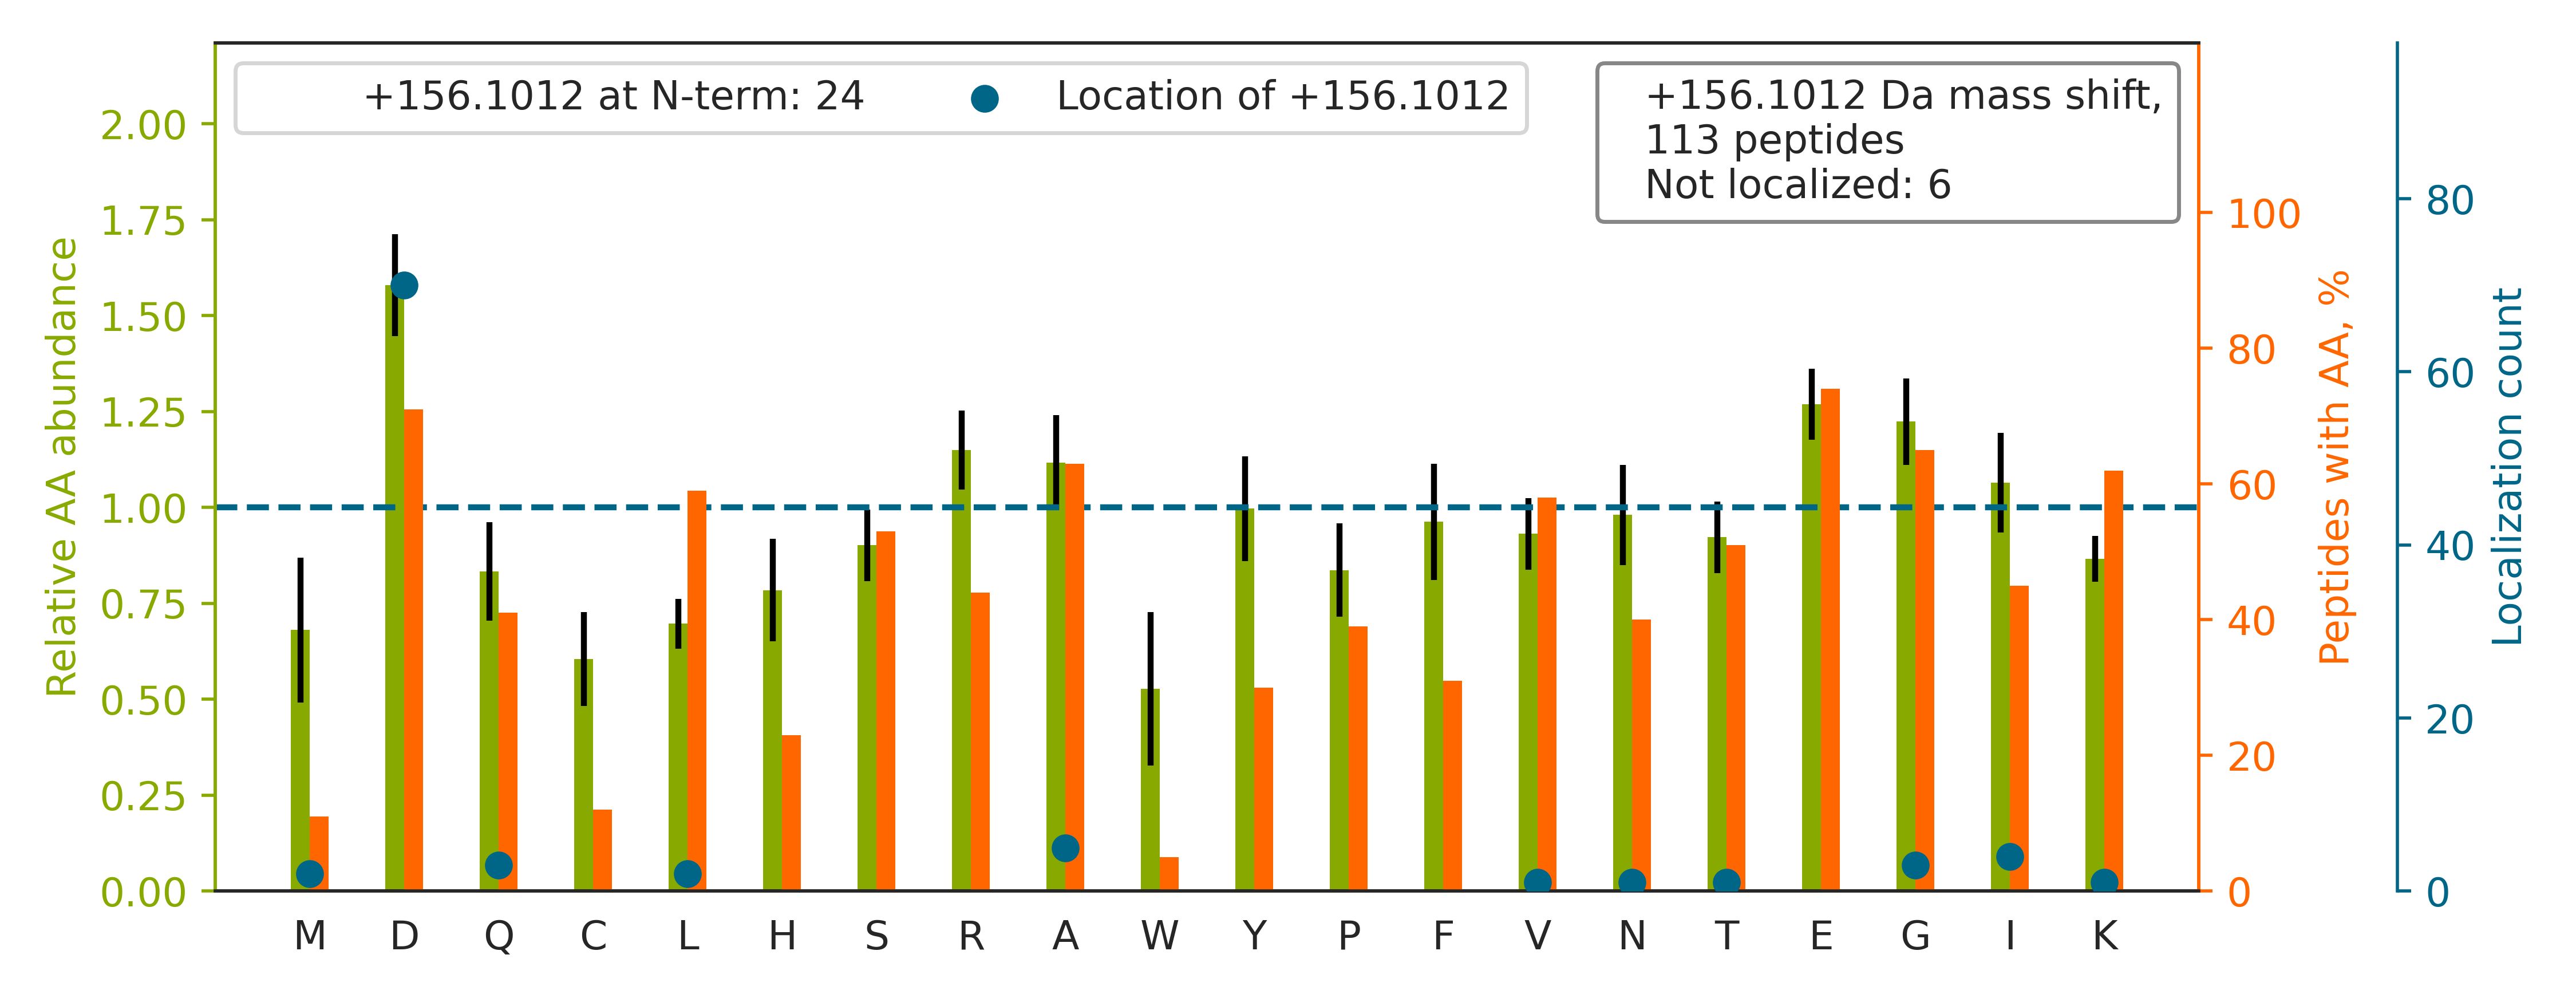 +156.1012 at N-term: 24
Location of +156.1012
+156.1012 Da mass shift,
113 peptides
Not localized: 6
Relative AA abundance
2.00
1.75
1.50
1.25
1.00
0.75
0.50
0.25
0.00
M D Q C L H S R A W Y P F V N T E G I K
100
80
60
40
20
0
Peptides with AA, %
80
60
40
20
0
Localization count